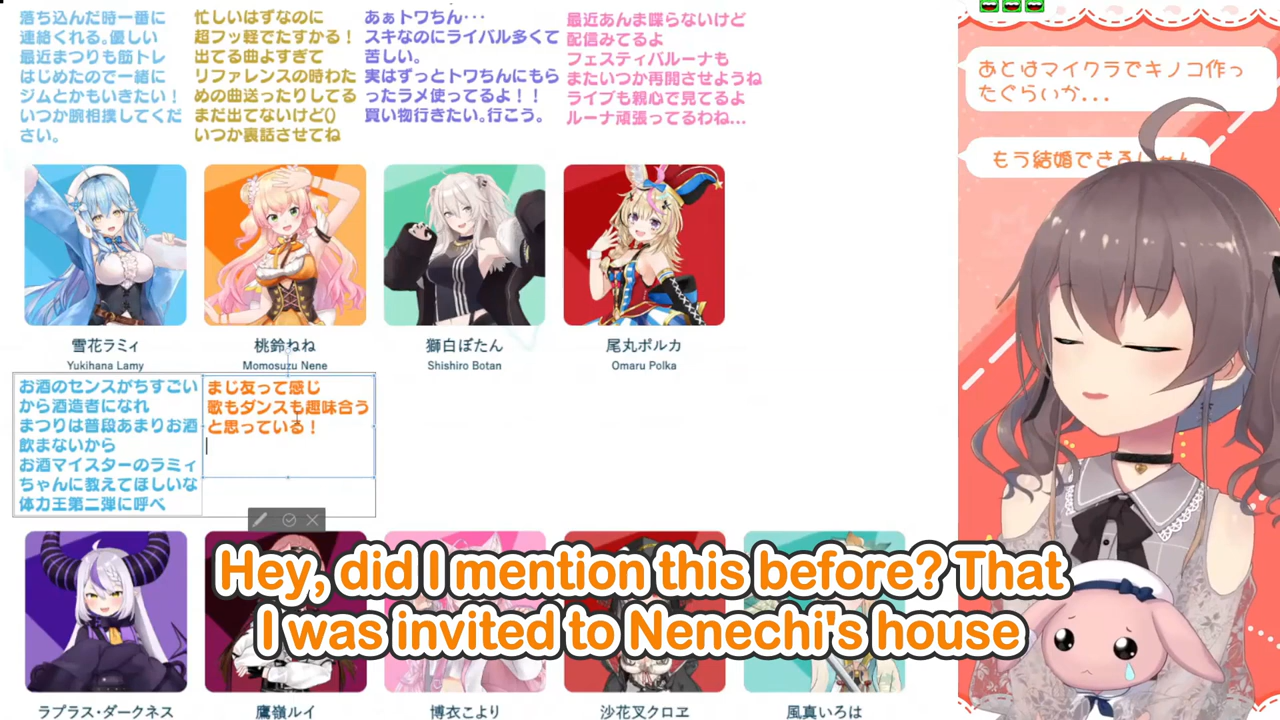 落ち込んだ時一番に
連絡くれる。優しい
最近まつりも筋トレ
はじめたので一緒に
ジムとかもいきたい！
いつか腕相撲してくだ
さい。
忙しいはずなのに
超フッ軽でたすかる！
出てる曲よすぎて
リファレンスの時わた
めの曲送ったりしてる
まだ出てないけど()
いつか裏話させてね
あぁトワちん･･･
スキなのにライバル多くて
苦しい。
実はずっとトワちんにもら
ったラメ使ってるよ！！
買い物行きたい。行こう。
最近あんま喋らないけど
配信みてるよ
フェスティバルーナも
またいつか再開させようね
ライブも親心で見てるよ
ルーナ頑張ってるわね...
あとはマイクラでキノコ作っ
たぐらいか...
もう結婚できるじゃん
雪花ラミィ
Yukihana Lamy
桃鈴ねね
Momosuzu Nene
獅白ぼたん
Shishiro Botan
尾丸ポルカ
Omaru Polka
お酒のセンスがちすごい
から酒造者になれ
まつりは普段あまりお酒
飲まないから
お酒マイスターのラミィ
ちゃんに教えてほしいな
体力王第二弾に呼べ
まじ友って感じ
歌もダンスも趣味合う
と思っている！
Hey, did I mention this before? That
I was invited to Nenechi's house
ラプラス・ダークネス
鷹嶺ルイ
博衣こより
沙花叉クロヱ
風真いろは